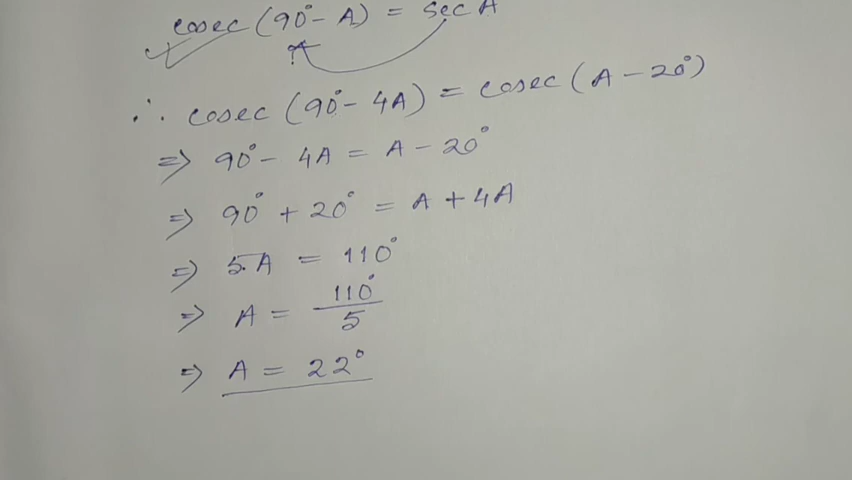 cosec (90° - A) = sec A
∴ cosec (90° - 4A) = cosec (A - 20°)
⇒ 90° - 4A = A - 20°
⇒ 90° + 20° = A + 4A
⇒ 5A = 110°
⇒ A = 110°/5
⇒ A = 22°